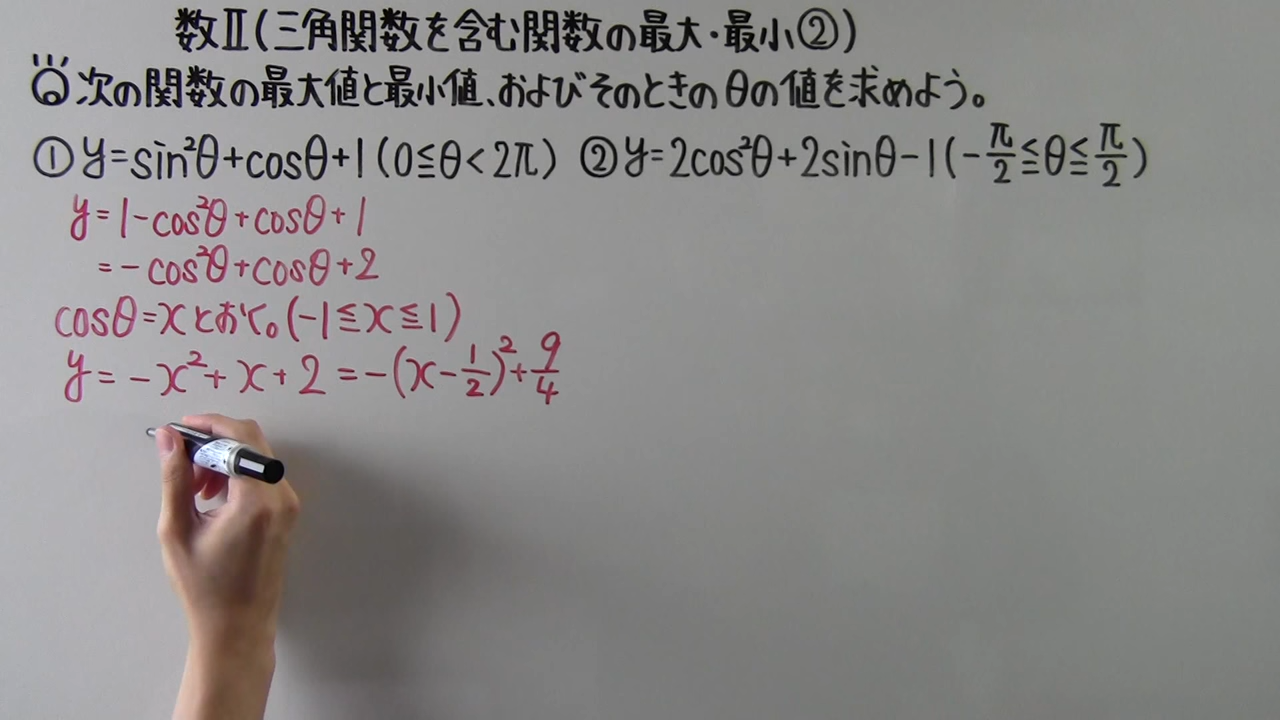 数Ⅱ(三角関数を含む関数の最大・最小②)
Q次の関数の最大値と最小値、およびそのときのθの値を求めよう。
①y=sin²θ+cosθ+1(0≦θ<2π) ②y=2cos²θ+2sinθ-1(-π/2≦θ≦π/2)
y=1-cos²θ+cosθ+1
=-cos²θ+cosθ+2
cosθ=xとおく。(-1≦x≦1)
y=-x²+x+2=-(x-1/2)²+9/4